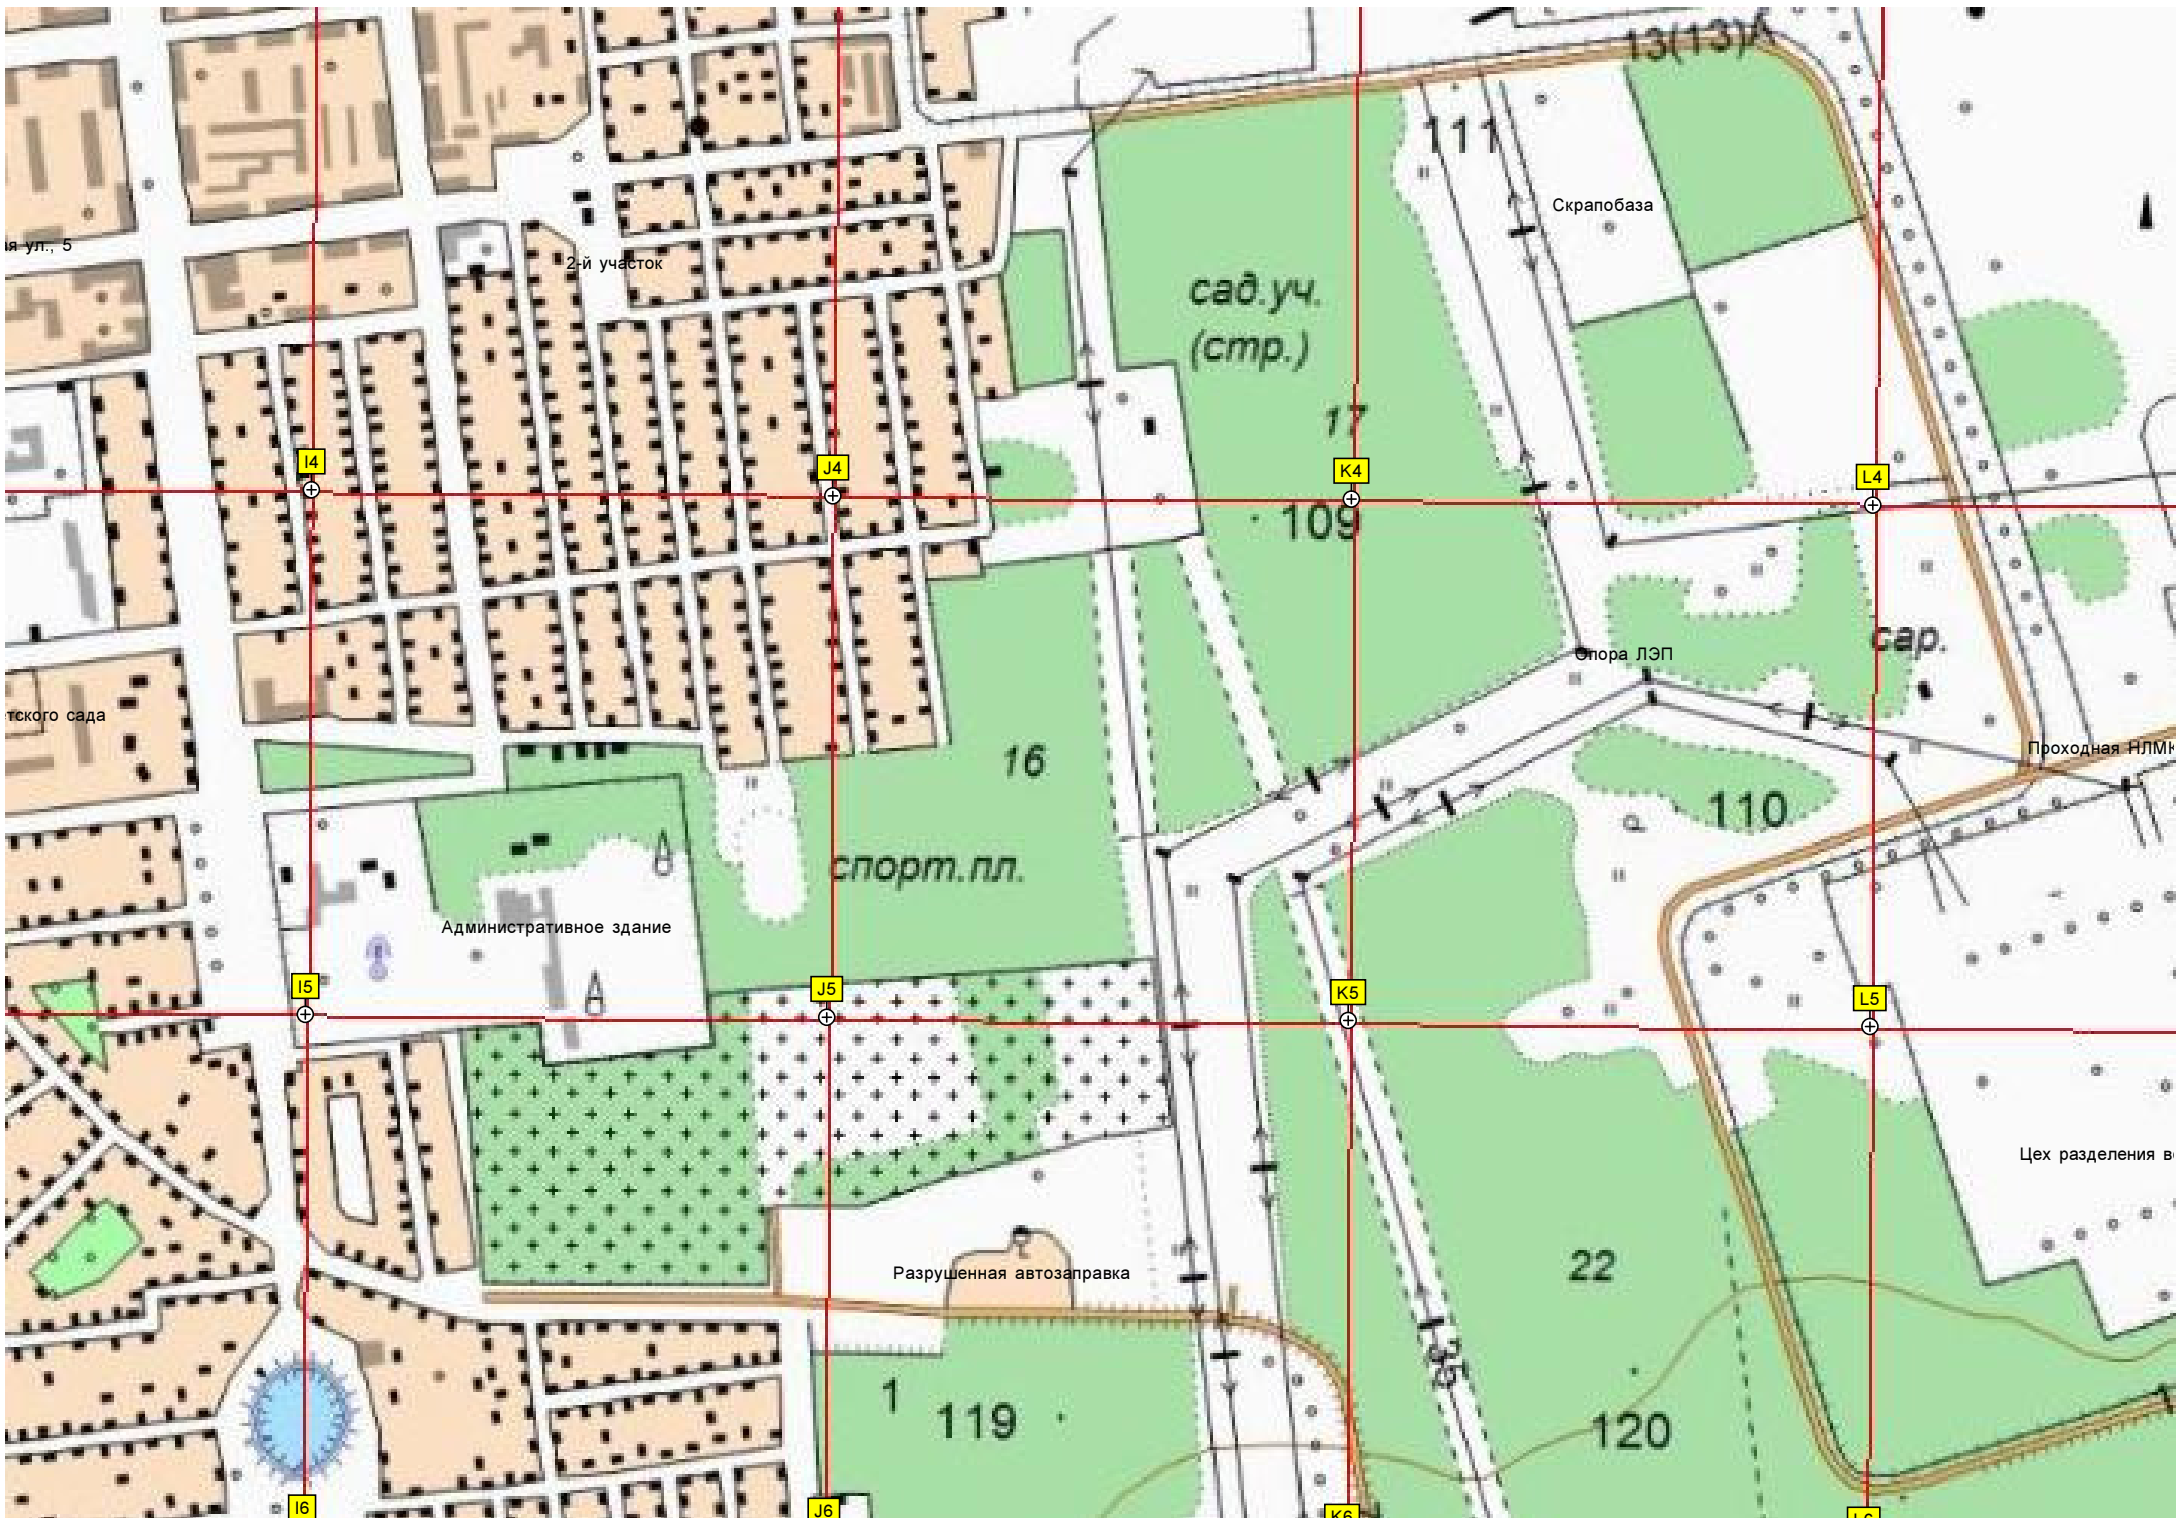 13(13)А
111
Скрапобаза
я ул., 5
2-й участок
сад.уч.
(стр.)
17
I4
J4
K4
L4
109
сар.
Опора ЛЭП
тского сада
16
Проходная НЛМК
110
спорт.пл.
Административное здание
I5
J5
K5
L5
Цех разделения в
22
Разрушенная автозаправка
1
119
120
I6
J6
K6
L6